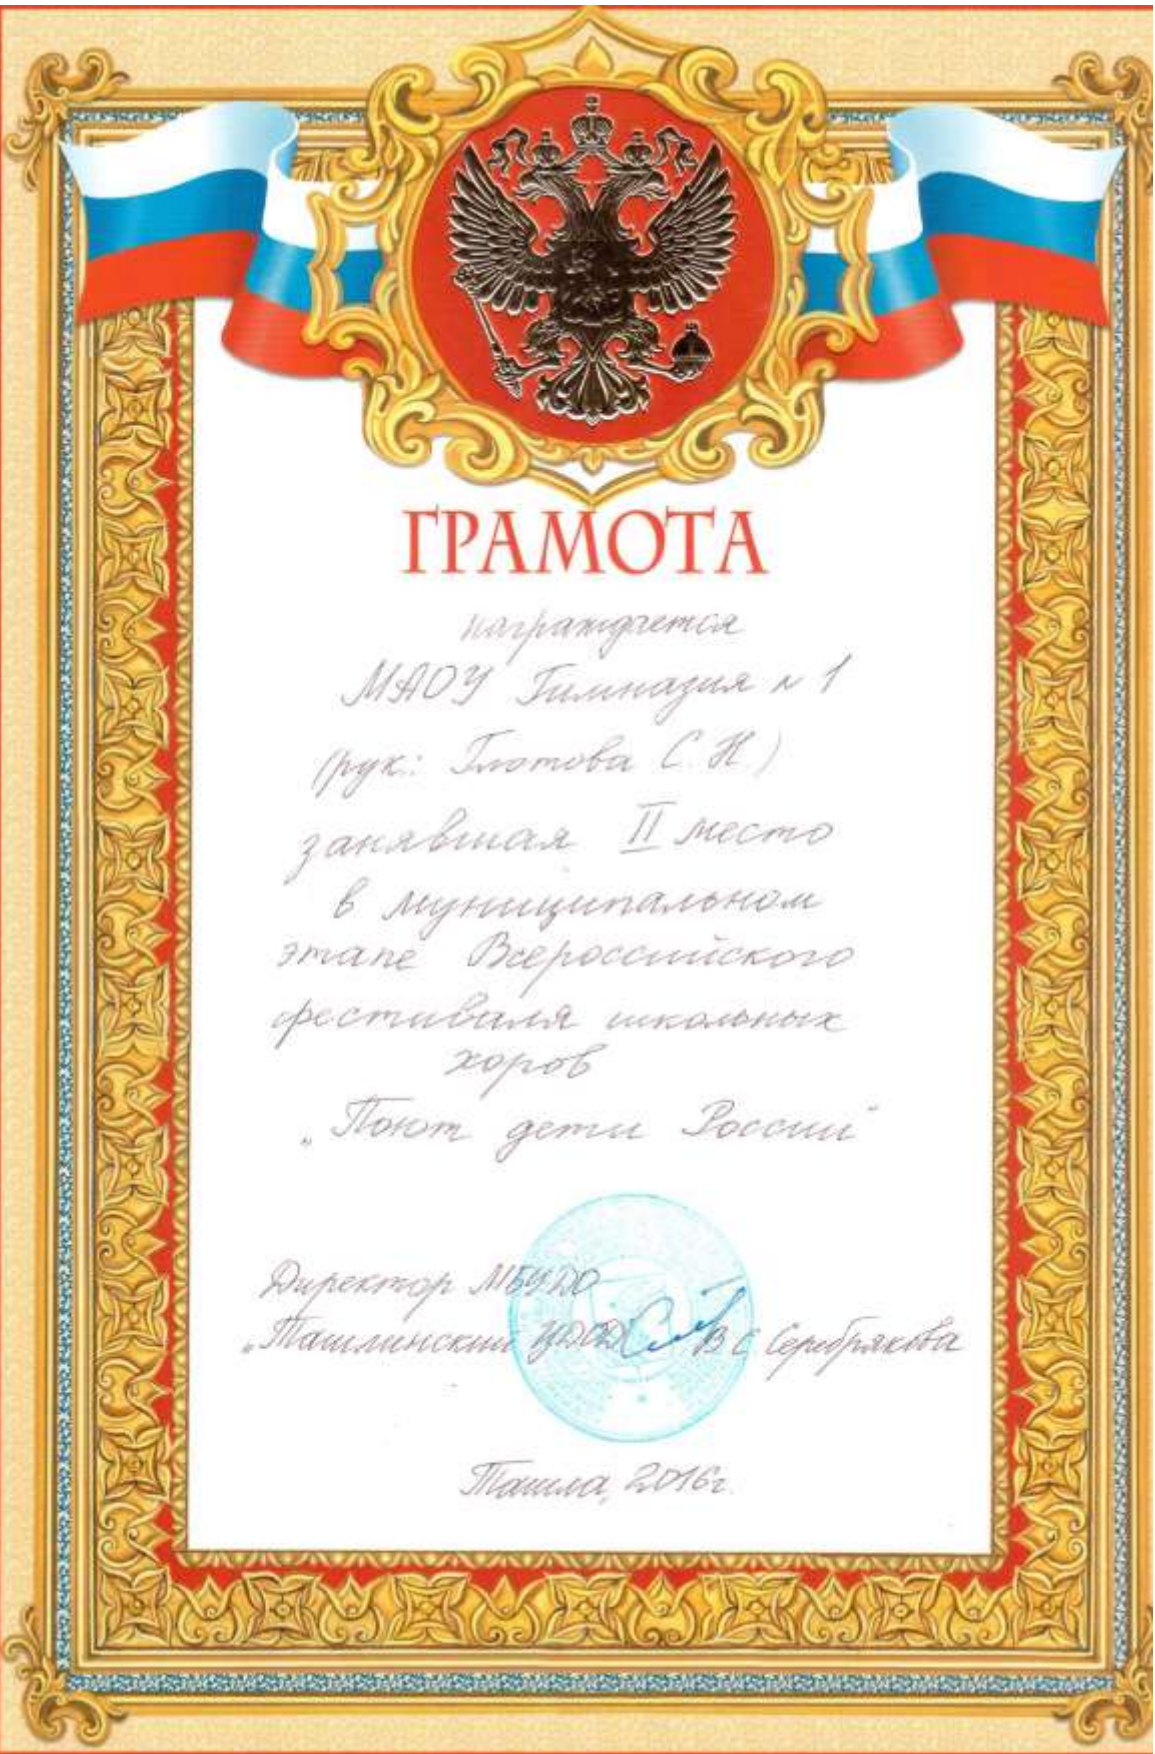 ГРАМОТА
награждается
МАОУ Гимназия № 1
(рук.: Глотова С. Н.)
занявшая II место
в муниципальном
этапе Всероссийского
фестиваля школьных
хоров
„Поют дети России“
Директор МБУДО
„Ташлинский ЦДОД В С Серебрякова
Ташла, 2016г.